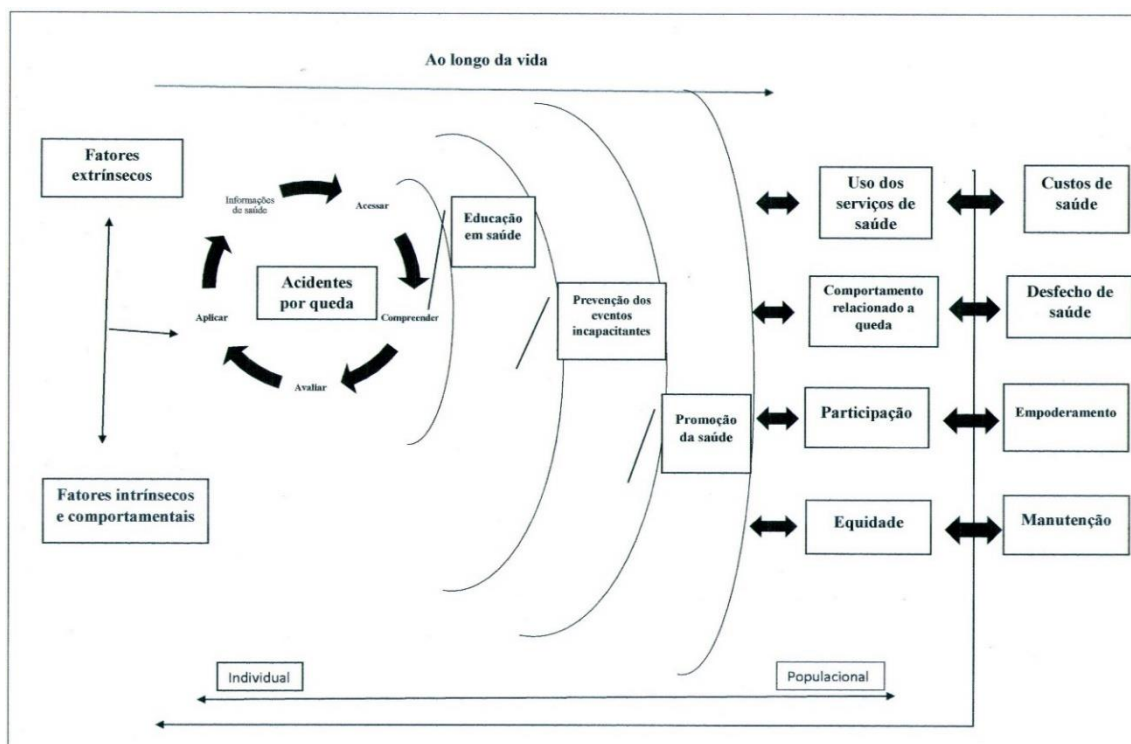 Ao longo da vida
Fatores
extrínsecos
Informações
de saúde
Acessar
Compreender
Avaliar
Aplicar
Acidentes
por queda
Fatores intrínsecos
e comportamentais
Educação
em saúde
Prevenção dos
eventos
incapacitantes
Promoção
da saúde
Uso dos
serviços de
saúde
Custos de
saúde
Comportamento
relacionado a
queda
Desfecho de
saúde
Participação
Empoderamento
Equidade
Manutenção
Individual
Populacional